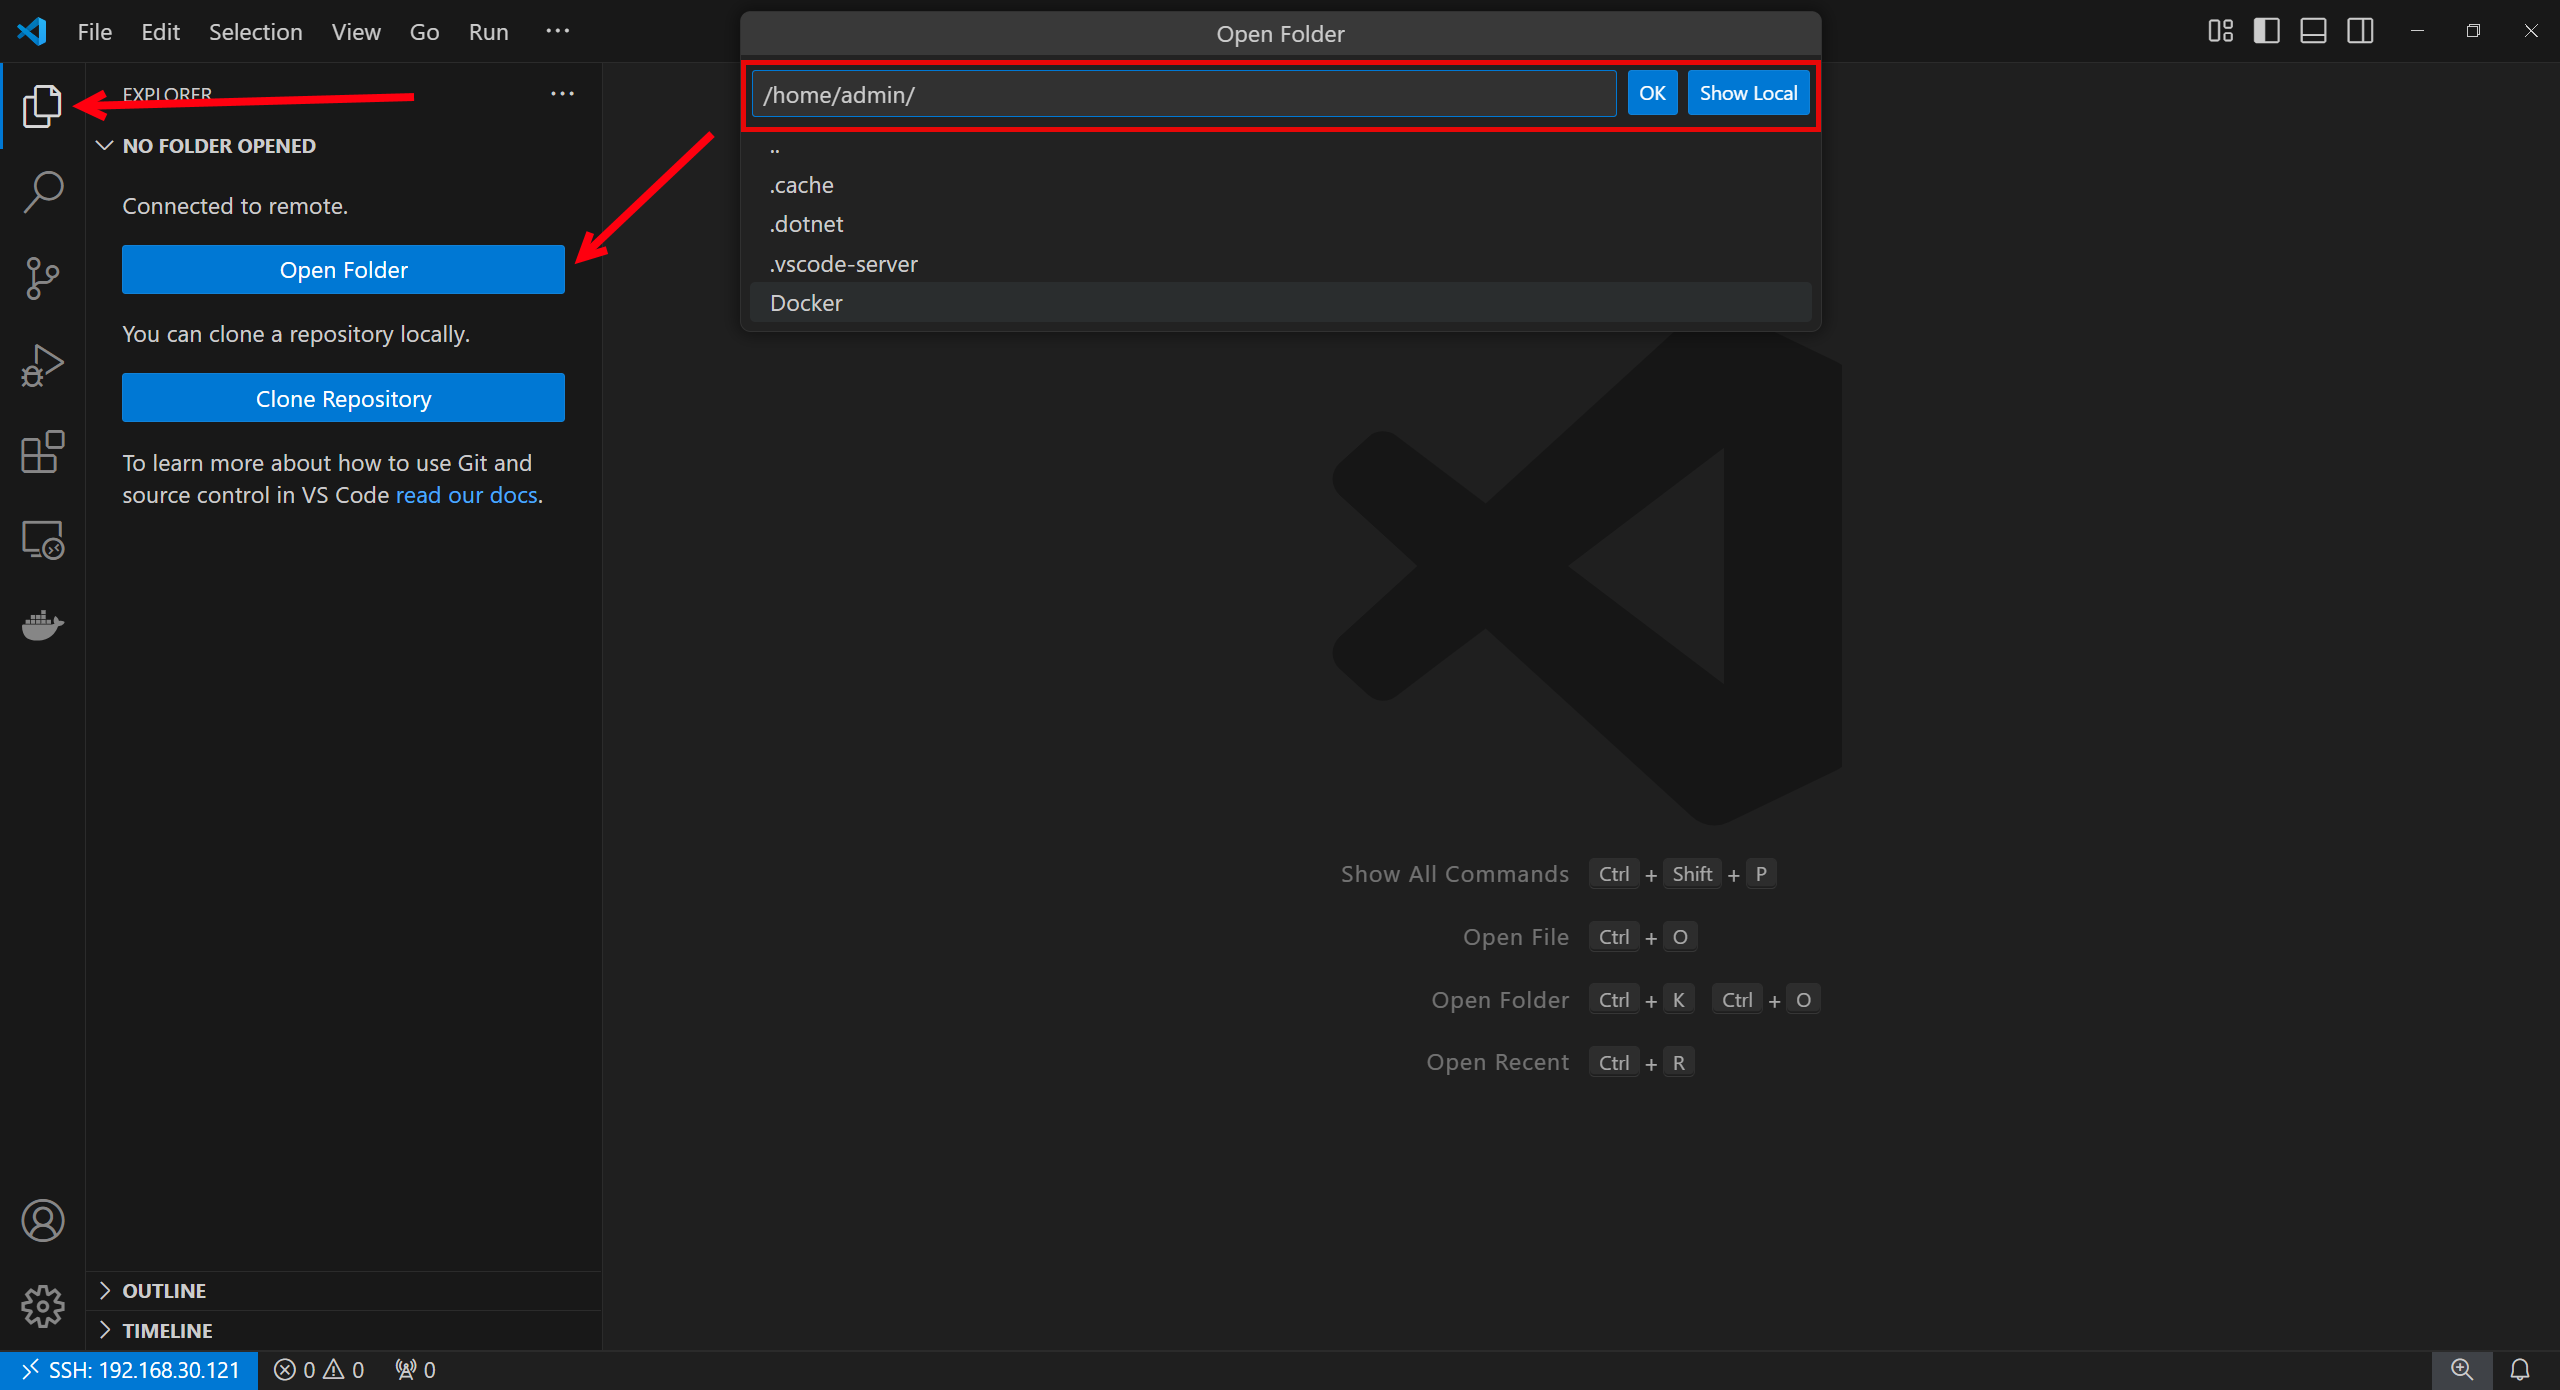 File Edit Selection View Go Run ···
Open Folder
/home/admin/
OK
Show Local
..
.cache
.dotnet
.vscode-server
Docker
EXPLORER
NO FOLDER OPENED
Connected to remote.
Open Folder
You can clone a repository locally.
Clone Repository
To learn more about how to use Git and
source control in VS Code read our docs.
Show All Commands Ctrl + Shift + P
Open File Ctrl + O
Open Folder Ctrl + K Ctrl + O
Open Recent Ctrl + R
OUTLINE
TIMELINE
SSH: 192.168.30.121 0 0 0